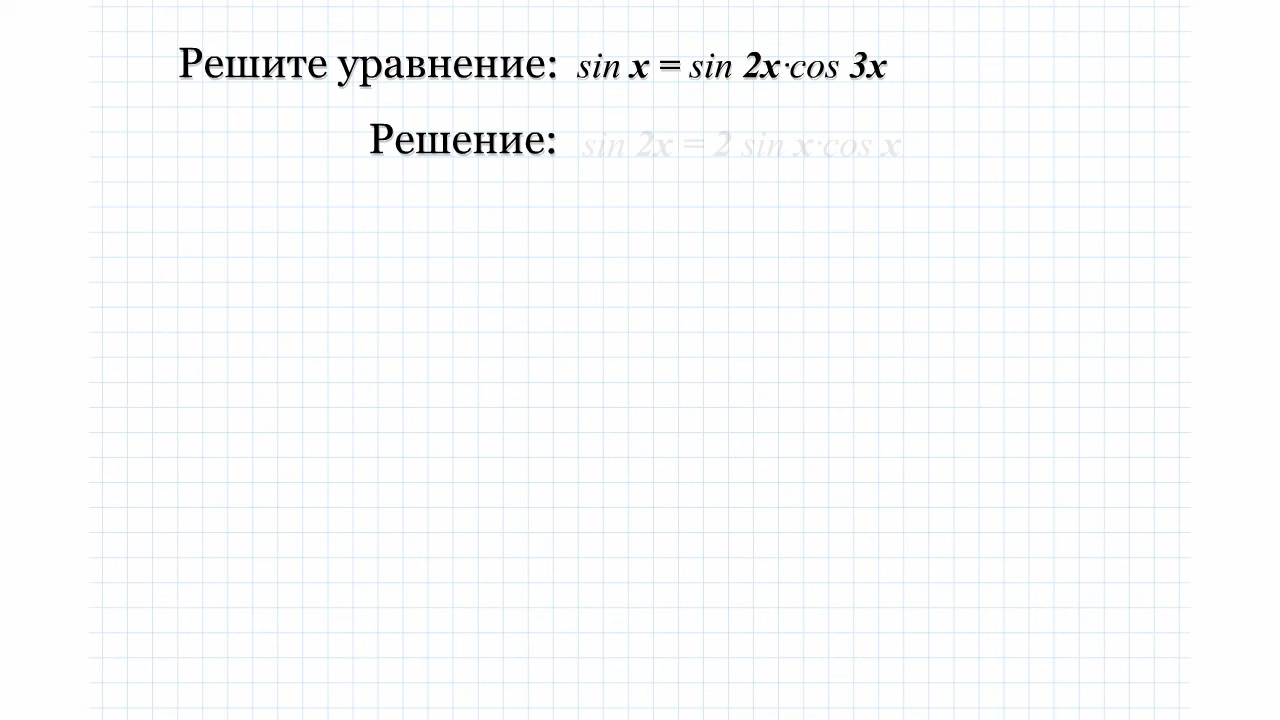 Решите уравнение: sin x = sin 2x·cos 3x
Решение: sin 2x = 2 sin x·cos x